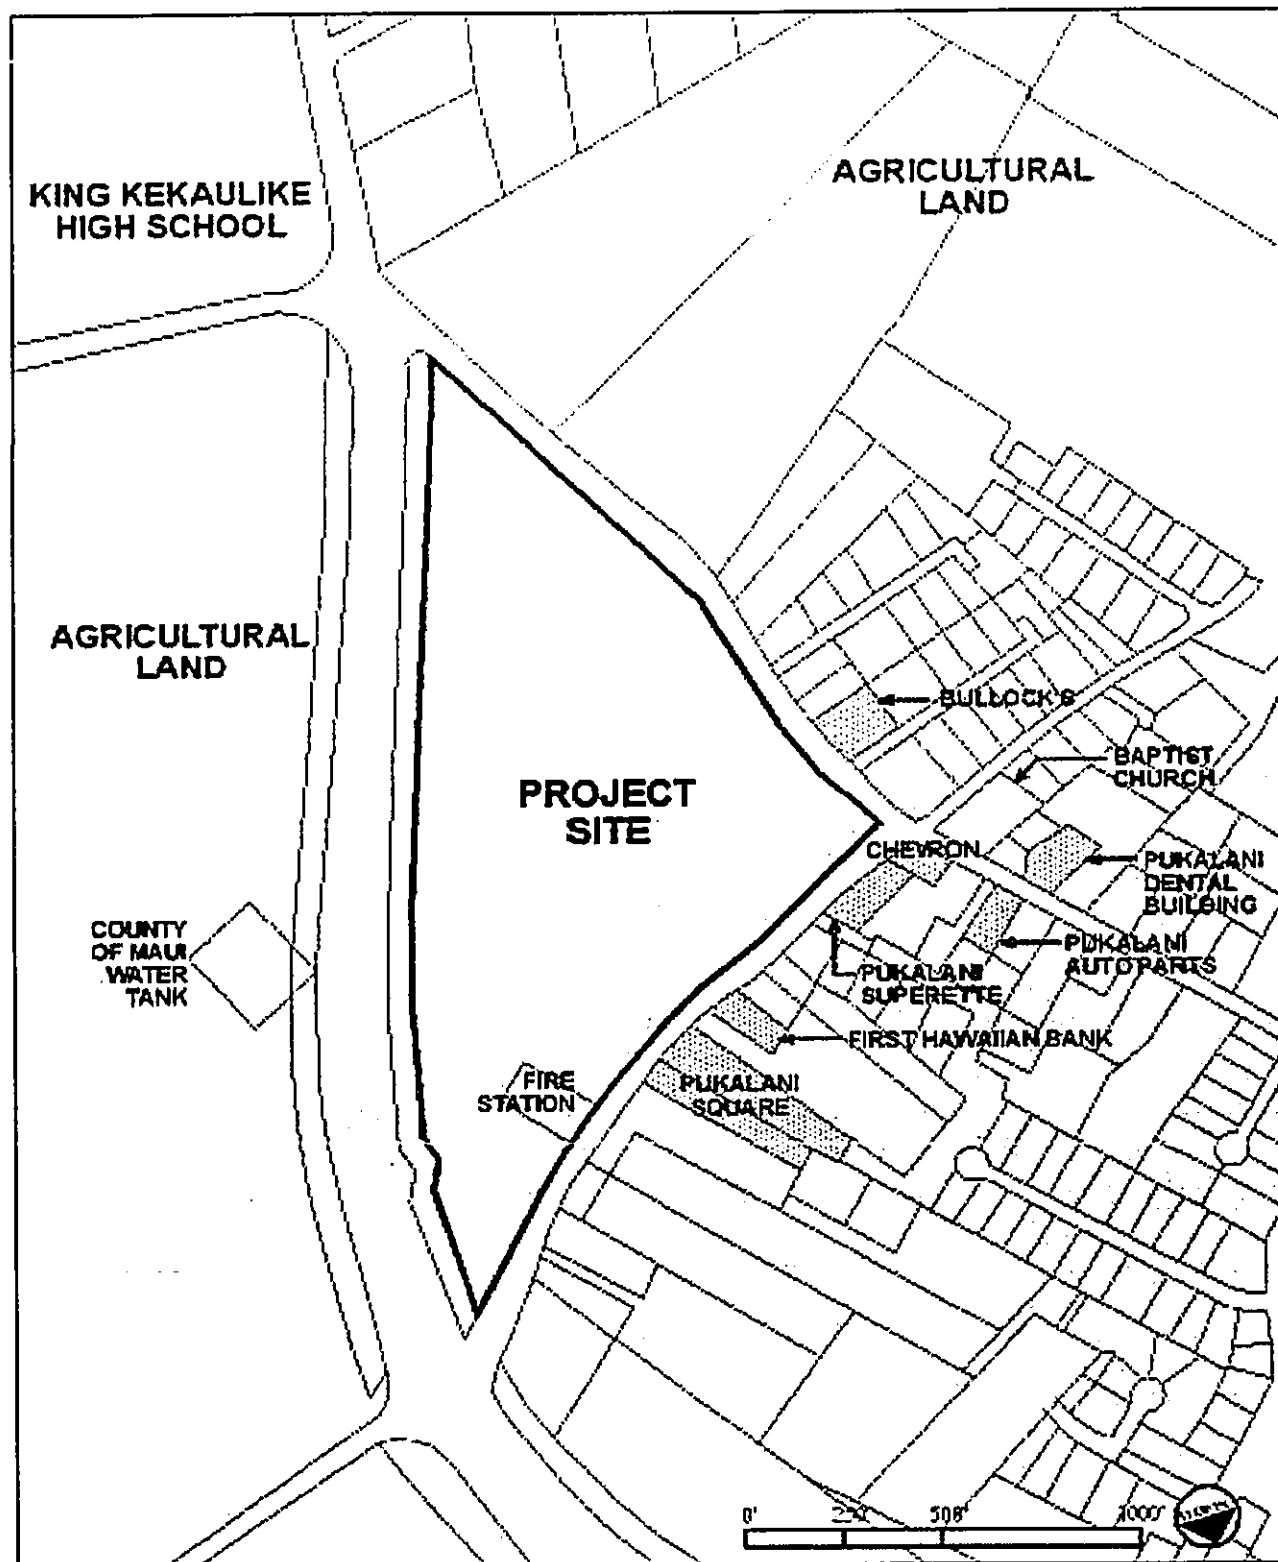 KING KEKAULIKE
HIGH SCHOOL
AGRICULTURAL
LAND
AGRICULTURAL
LAND
BULLOCK'S
BAPTIST
CHURCH
PROJECT
SITE
CHEVRON
PUKALANI
DENTAL
BUILDING
COUNTY
OF MAUI
WATER
TANK
PUKALANI
AUTO PARTS
PUKALANI
SUPERETTE
FIRST HAWAIIAN BANK
FIRE
STATION
PUKALANI
SQUARE
0' 250' 500' 1000'